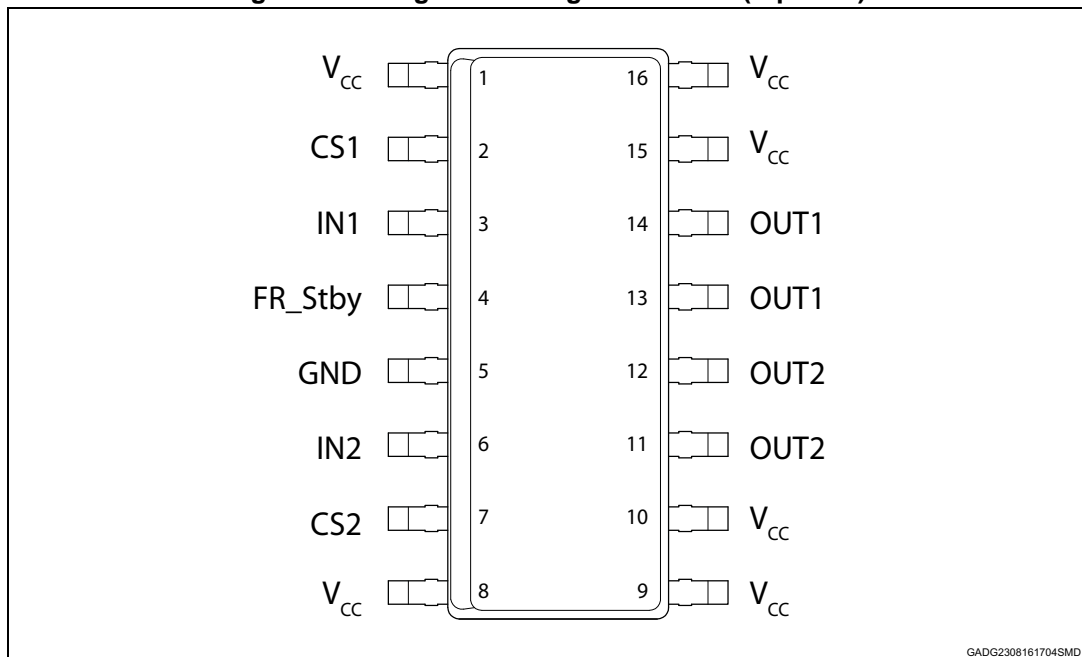 V_CC 1 16 V_CC
CS1 2 15 V_CC
IN1 3 14 OUT1
FR_Stby 4 13 OUT1
GND 5 12 OUT2
IN2 6 11 OUT2
CS2 7 10 V_CC
V_CC 8 9 V_CC
GADG2308161704SMD